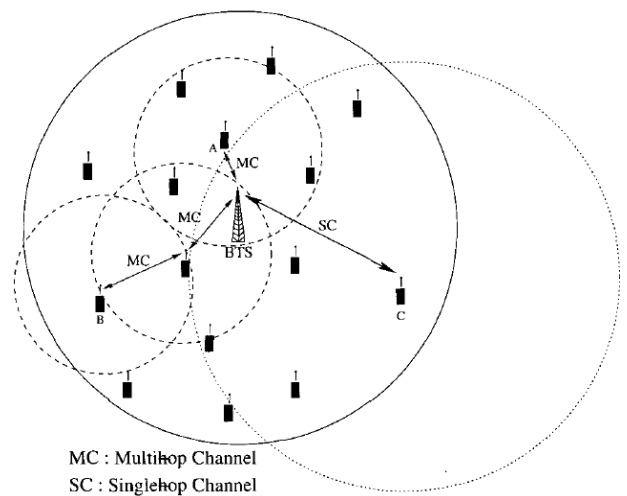 A
MC
MC
SC
MC
BTS
B
C
MC : Multihop Channel
SC : Singlehop Channel